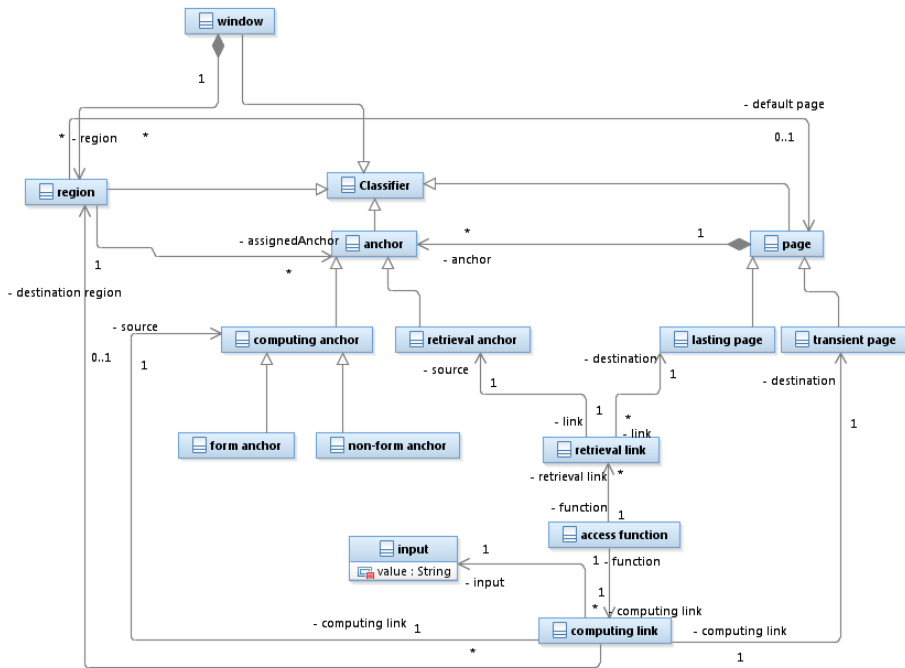 window
1
- default page
* - region *
0..1
region
Classifier
- assignedAnchor
*
1
1
anchor
page
- anchor
*
- destination region
- source
computing anchor
retrieval anchor
lasting page
transient page
0..1
1
- source
- destination
- destination
1
1
1
*
1
- link
- link
form anchor
non-form anchor
retrieval link
- retrieval link *
- function
1
access function
input
1
1 - function
value : String
- input
1
* - computing link
- computing link 1
computing link
- computing link
*
1